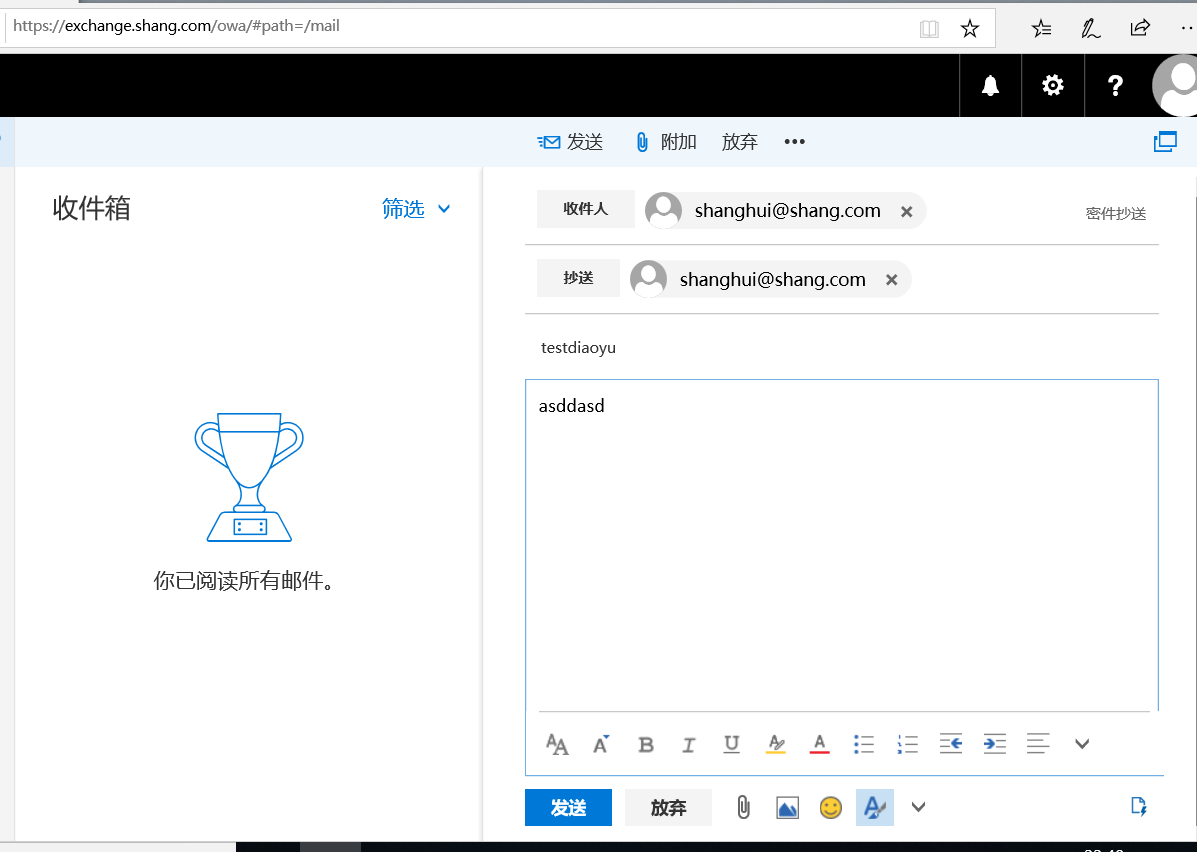 https://exchange.shang.com/owa/#path=/mail
发送 附加 放弃 •••
收件箱 筛选
收件人 shanghui@shang.com 密件抄送
抄送 shanghui@shang.com
testdiaoyu
asddasd
你已阅读所有邮件。
发送 放弃